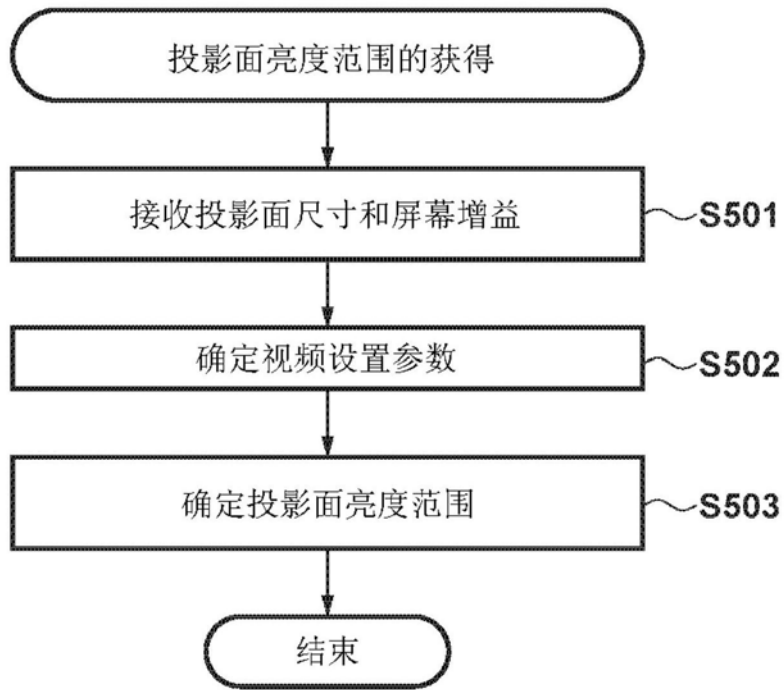 投影面亮度范围的获得
接收投影面尺寸和屏幕增益
S501
确定视频设置参数
S502
确定投影面亮度范围
S503
结束